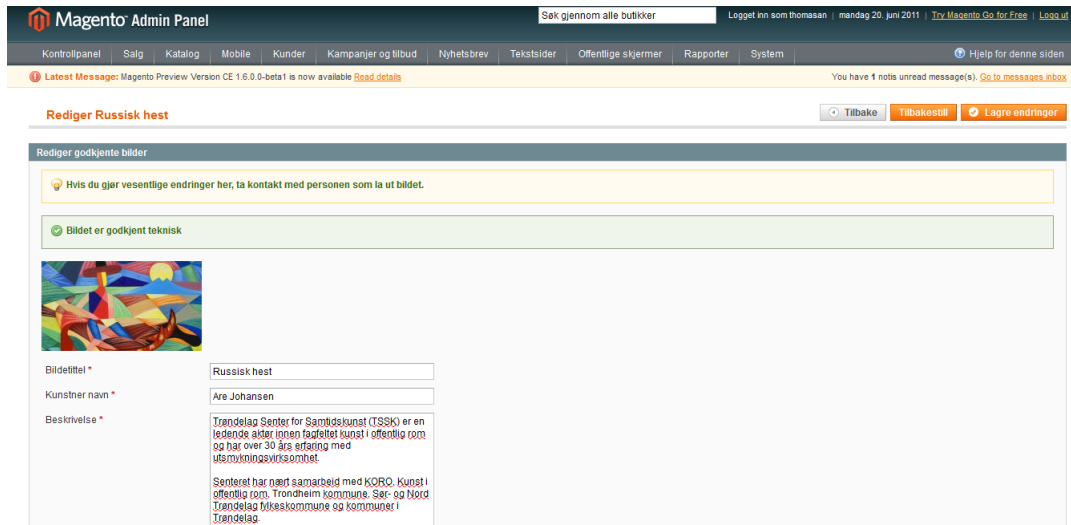 Magento Admin Panel
Søk gjennom alle butikker
Logget inn som thomasan | mandag 20. juni 2011 | Try Magento Go for Free | Logg ut
Kontrollpanel Salg Katalog Mobile Kunder Kampanjer og tilbud Nyhetsbrev Tekstsider Offentlige skjermer Rapporter System Hjelp for denne siden
Latest Message: Magento Preview Version CE 1.6.0.0-beta1 is now available Read details You have 1 notis unread message(s). Go to messages inbox
Rediger Russisk hest
Tilbake Tilbakestill Lagre endringer
Rediger godkjente bilder
Hvis du gjør vesentlige endringer her, ta kontakt med personen som la ut bildet.
Bildet er godkjent teknisk
Bildetittel * Russisk hest
Kunstner navn * Are Johansen
Beskrivelse * Trøndelag Senter for Samtidskunst (TSSK) er en
ledende aktør innen fagfeltet kunst i offentlig rom
og har over 30 års erfaring med
utsmykningsvirksomhet.
Senteret har nært samarbeid med KORO, Kunst i
offentlig rom, Trondheim kommune, Sør- og Nord
Trøndelag fylkeskommune og kommuner i
Trøndelag.